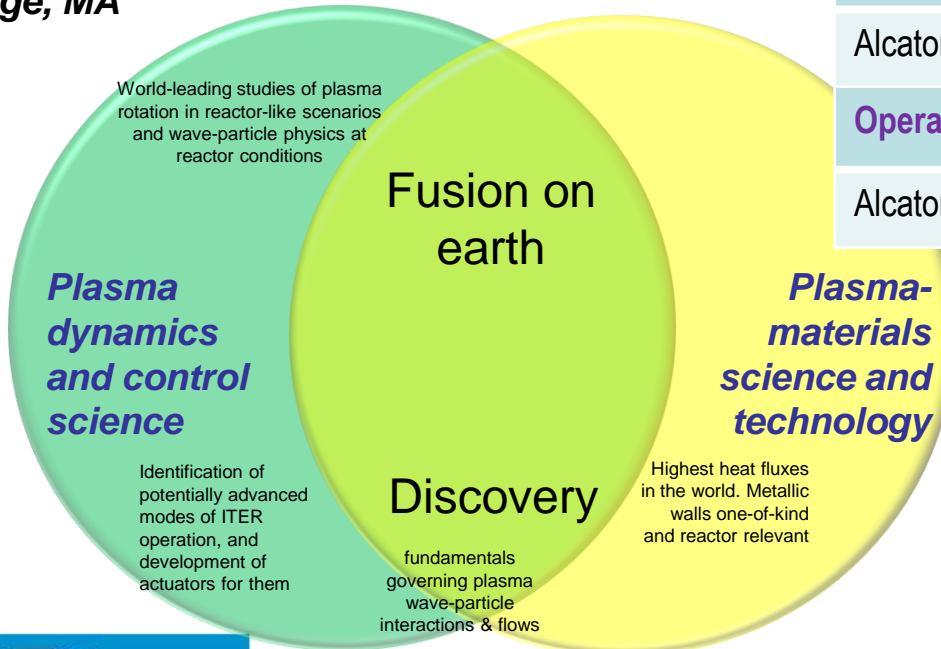 ge, MA
World-leading studies of plasma
rotation in reactor-like scenarios
and wave-particle physics at
reactor conditions
Alcator
Opera
Alcator
Fusion on
earth
Plasma
dynamics
and control
science
Plasma-
materials
science and
technology
Identification of
potentially advanced
modes of ITER
operation, and
development of
actuators for them
Discovery
fundamentals
governing plasma
wave-particle
interactions & flows
Highest heat fluxes
in the world. Metallic
walls one-of-kind
and reactor relevant